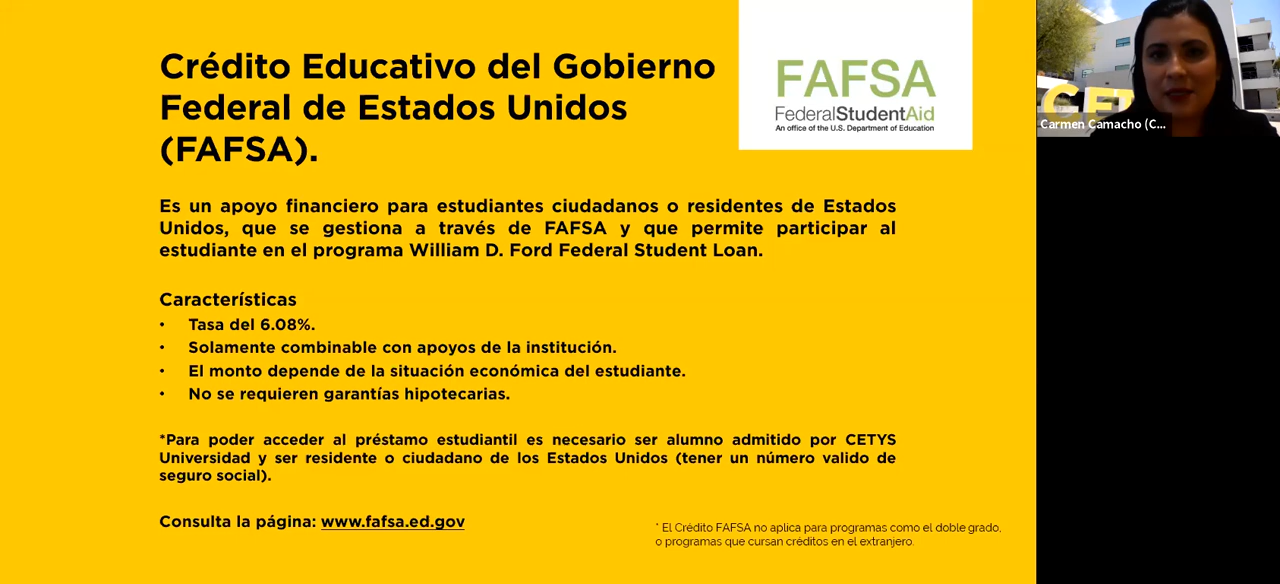 Crédito Educativo del Gobierno
Federal de Estados Unidos
(FAFSA).
FAFSA
FederalStudentAid
An office of the U.S. Department of Education
Es un apoyo financiero para estudiantes ciudadanos o residentes de Estados
Unidos, que se gestiona a través de FAFSA y que permite participar al
estudiante en el programa William D. Ford Federal Student Loan.
Características
• Tasa del 6.08%.
• Solamente combinable con apoyos de la institución.
• El monto depende de la situación económica del estudiante.
• No se requieren garantías hipotecarias.
*Para poder acceder al préstamo estudiantil es necesario ser alumno admitido por CETYS
Universidad y ser residente o ciudadano de los Estados Unidos (tener un número valido de
seguro social).
Consulta la página: www.fafsa.ed.gov
* El Crédito FAFSA no aplica para programas como el doble grado,
o programas que cursan créditos en el extranjero.
CET
Carmen Camacho (C...